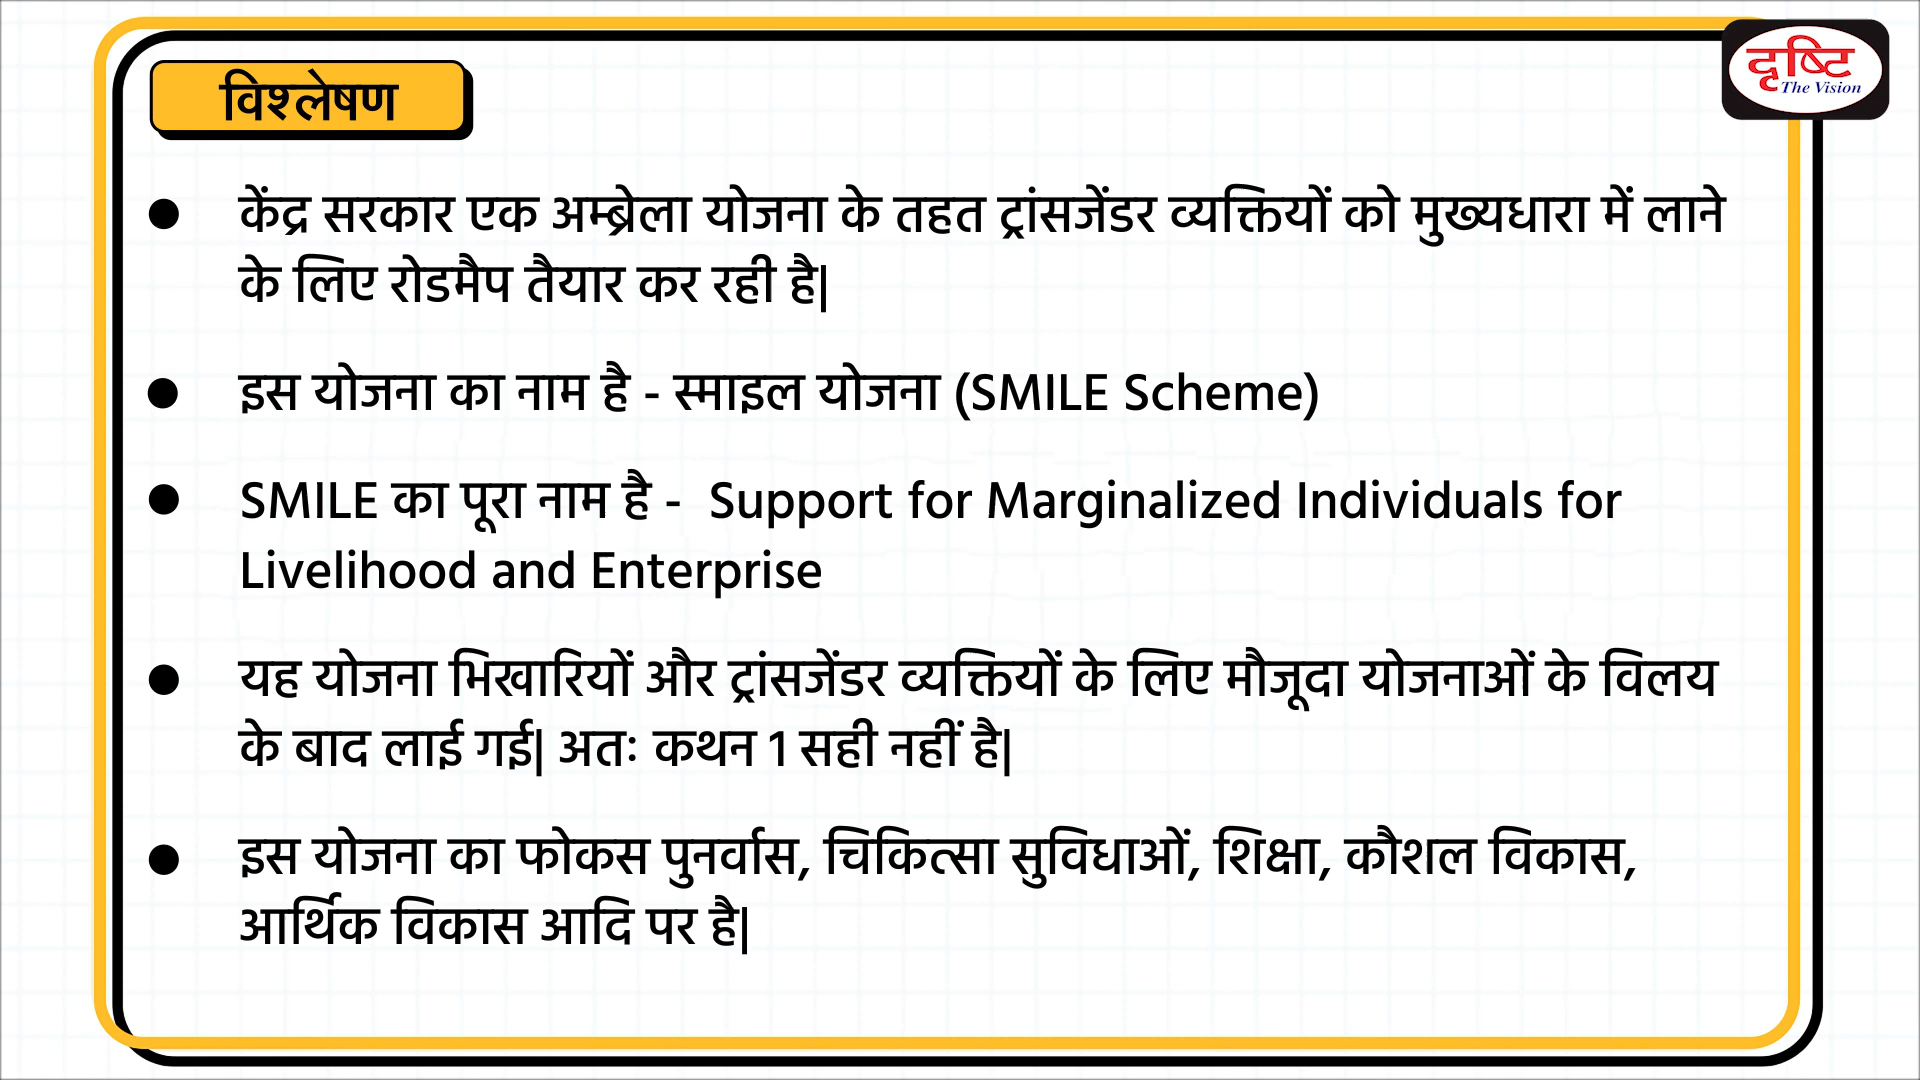 विश्लेषण
दृष्टि
The Vision
● केंद्र सरकार एक अम्ब्रेला योजना के तहत ट्रांसजेंडर व्यक्तियों को मुख्यधारा में लाने
के लिए रोडमैप तैयार कर रही है|
● इस योजना का नाम है - स्माइल योजना (SMILE Scheme)
● SMILE का पूरा नाम है -  Support for Marginalized Individuals for
Livelihood and Enterprise
● यह योजना भिखारियों और ट्रांसजेंडर व्यक्तियों के लिए मौजूदा योजनाओं के विलय
के बाद लाई गई| अतः कथन 1 सही नहीं है|
● इस योजना का फोकस पुनर्वास, चिकित्सा सुविधाओं, शिक्षा, कौशल विकास,
आर्थिक विकास आदि पर है|